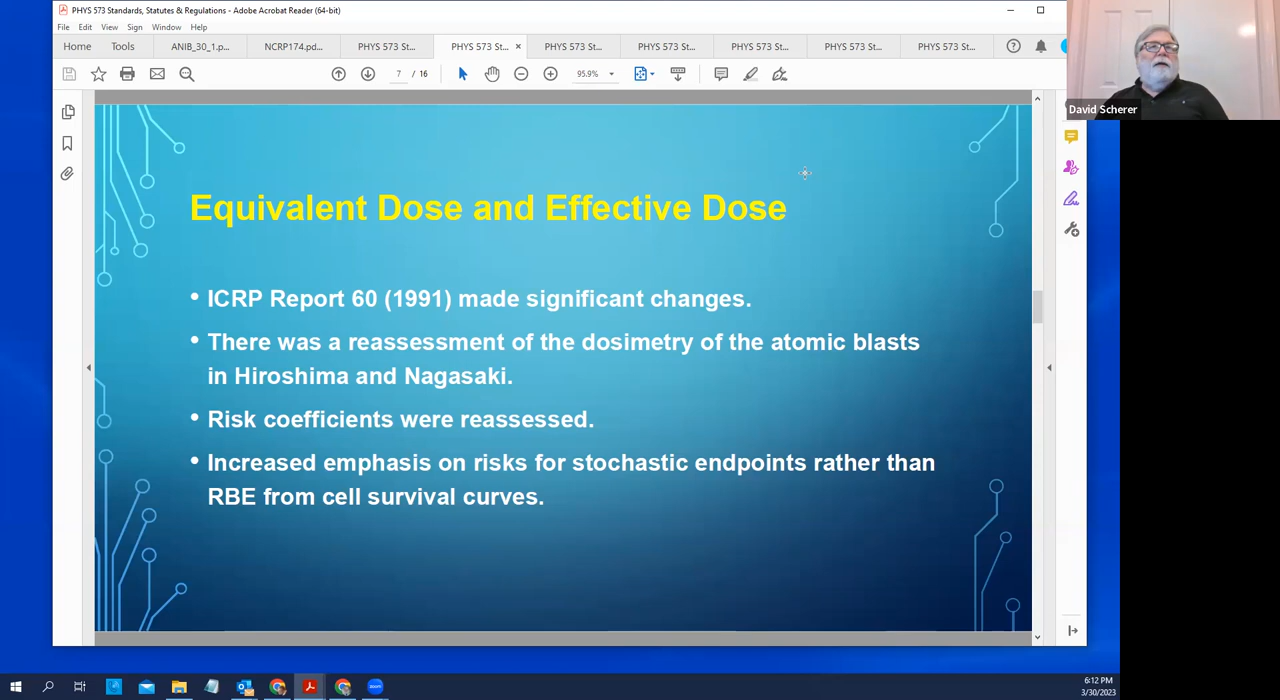 PHYS 573 Standards, Statutes & Regulations - Adobe Acrobat Reader (64-bit)
File Edit View Sign Window Help
Home Tools ANIB_30_1.p... NCRP174.pd... PHYS 573 St... PHYS 573 St... × PHYS 573 St... PHYS 573 St... PHYS 573 St... PHYS 573 St... PHYS 573 St...
7 / 16 95.9%
David Scherer
Equivalent Dose and Effective Dose
• ICRP Report 60 (1991) made significant changes.
• There was a reassessment of the dosimetry of the atomic blasts
in Hiroshima and Nagasaki.
• Risk coefficients were reassessed.
• Increased emphasis on risks for stochastic endpoints rather than
RBE from cell survival curves.
6:12 PM
3/30/2023